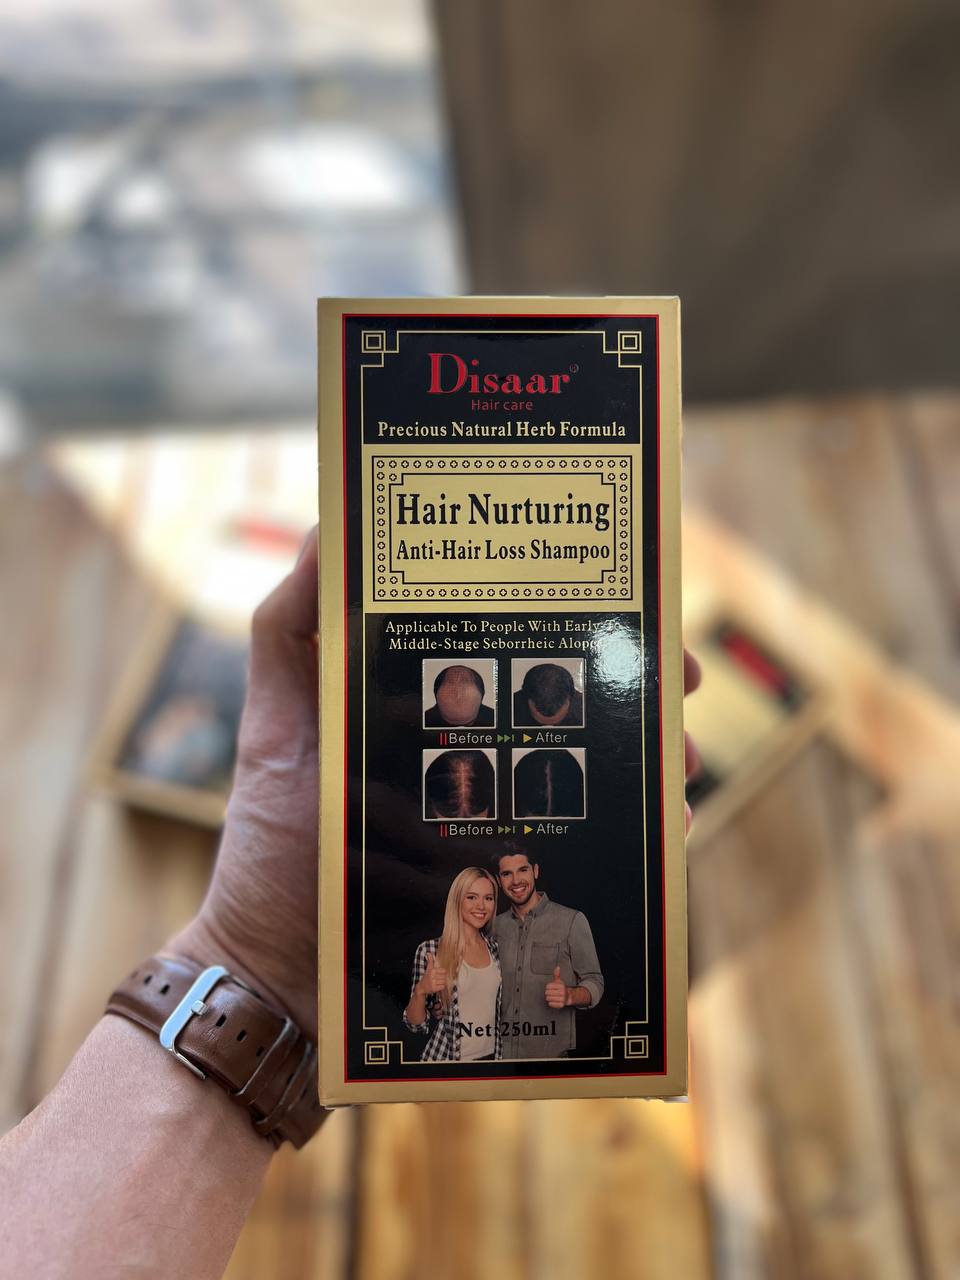 Disaar®
Hair care
Precious Natural Herb Formula
Hair Nurturing
Anti-Hair Loss Shampoo
Applicable To People With Early-To
Middle-Stage Seborrheic
Before After
Before After
Net:250ml